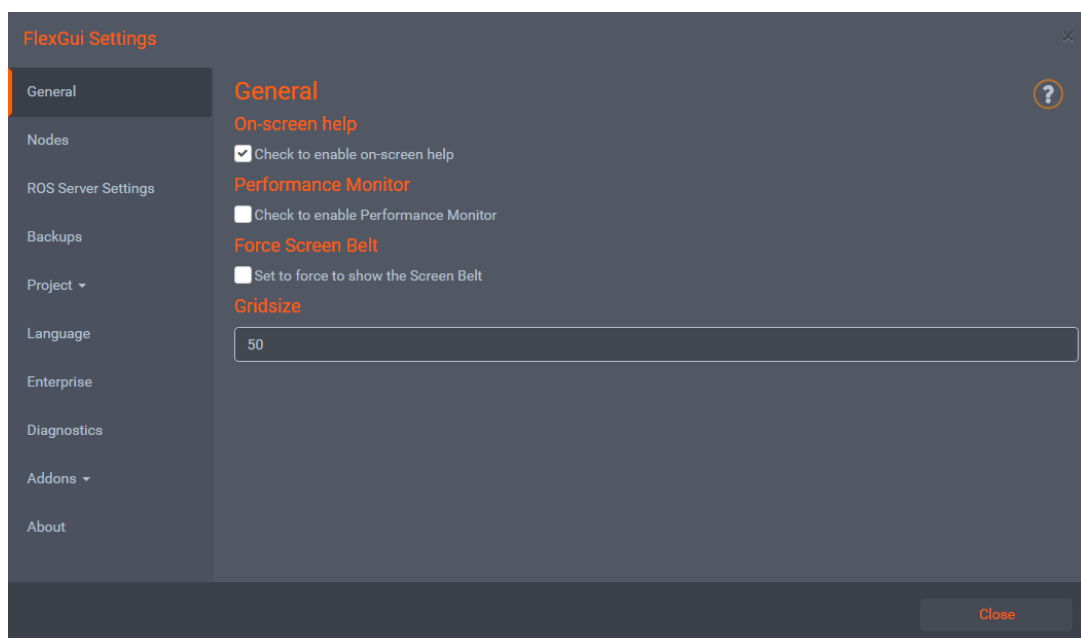 FlexGui Settings
×
General
Nodes
ROS Server Settings
Backups
Project
Language
Enterprise
Diagnostics
Addons
About
General
?
On-screen help
Check to enable on-screen help
Performance Monitor
Check to enable Performance Monitor
Force Screen Belt
Set to force to show the Screen Belt
Gridsize
50
Close